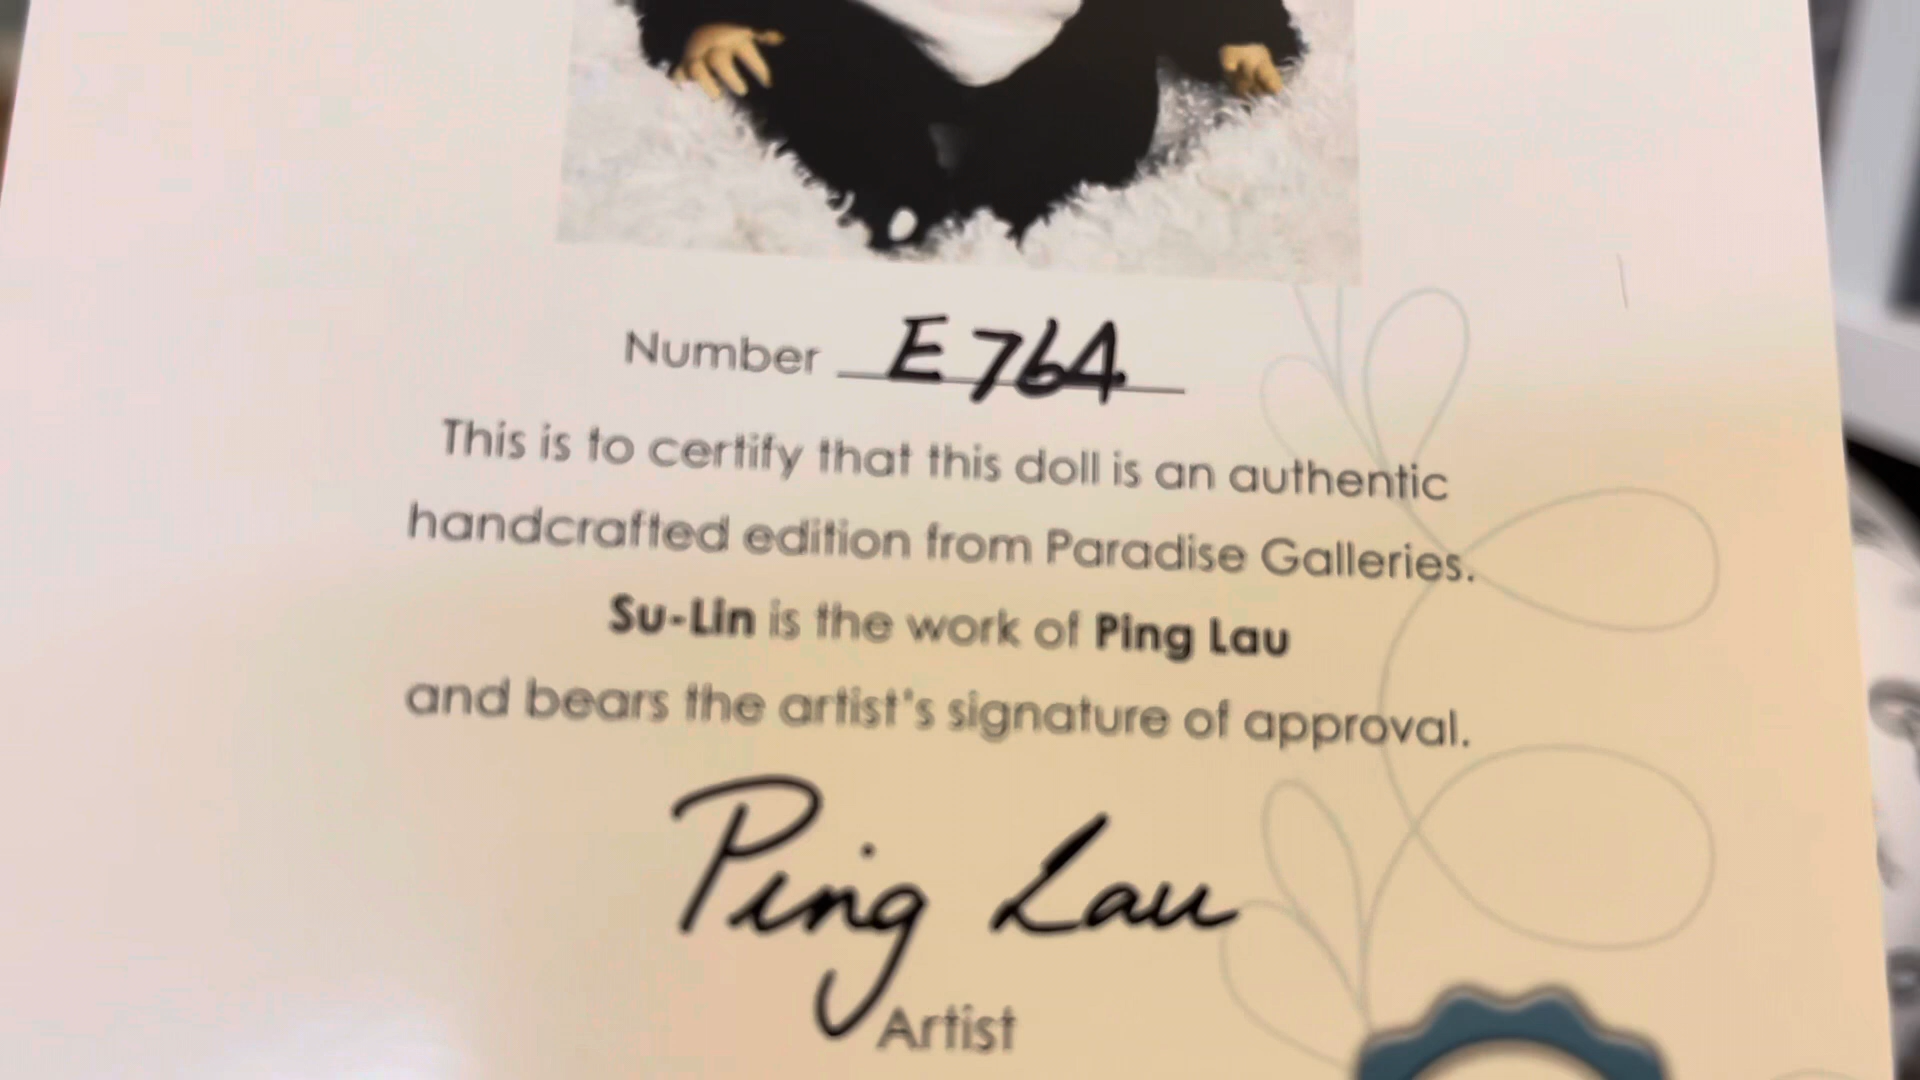 Number E 764
This is to certify that this doll is an authentic
handcrafted edition from Paradise Galleries.
Su-Lin is the work of Ping Lau
and bears the artist's signature of approval.
Ping Lau
Artist